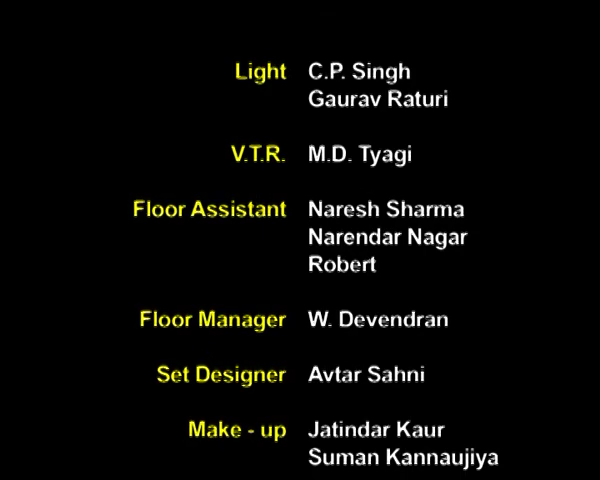 Light C.P. Singh
Gaurav Raturi
V.T.R. M.D. Tyagi
Floor Assistant Naresh Sharma
Narendar Nagar
Robert
Floor Manager W. Devendran
Set Designer Avtar Sahni
Make - up Jatindar Kaur
Suman Kannaujiya